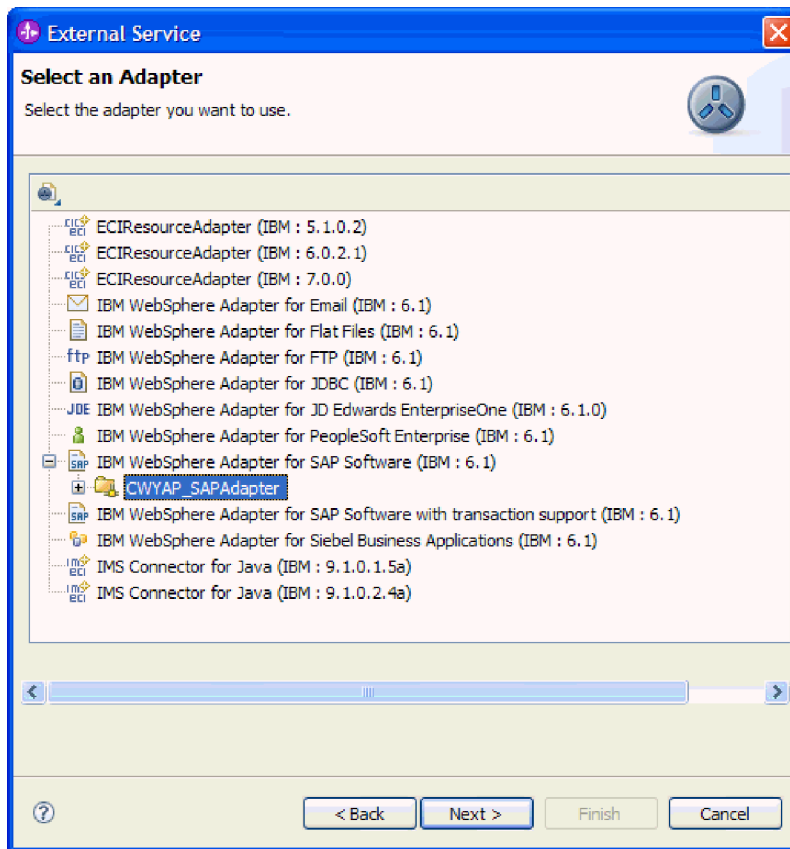 External Service
Select an Adapter
Select the adapter you want to use.
ECIResourceAdapter (IBM : 5.1.0.2)
ECIResourceAdapter (IBM : 6.0.2.1)
ECIResourceAdapter (IBM : 7.0.0)
IBM WebSphere Adapter for Email (IBM : 6.1)
IBM WebSphere Adapter for Flat Files (IBM : 6.1)
ftp IBM WebSphere Adapter for FTP (IBM : 6.1)
IBM WebSphere Adapter for JDBC (IBM : 6.1)
JDE IBM WebSphere Adapter for JD Edwards EnterpriseOne (IBM : 6.1.0)
IBM WebSphere Adapter for PeopleSoft Enterprise (IBM : 6.1)
SAP IBM WebSphere Adapter for SAP Software (IBM : 6.1)
CWYAP_SAPAdapter
SAP IBM WebSphere Adapter for SAP Software with transaction support (IBM : 6.1)
IBM WebSphere Adapter for Siebel Business Applications (IBM : 6.1)
IMS Connector for Java (IBM : 9.1.0.1.5a)
IMS Connector for Java (IBM : 9.1.0.2.4a)
? < Back Next > Finish Cancel